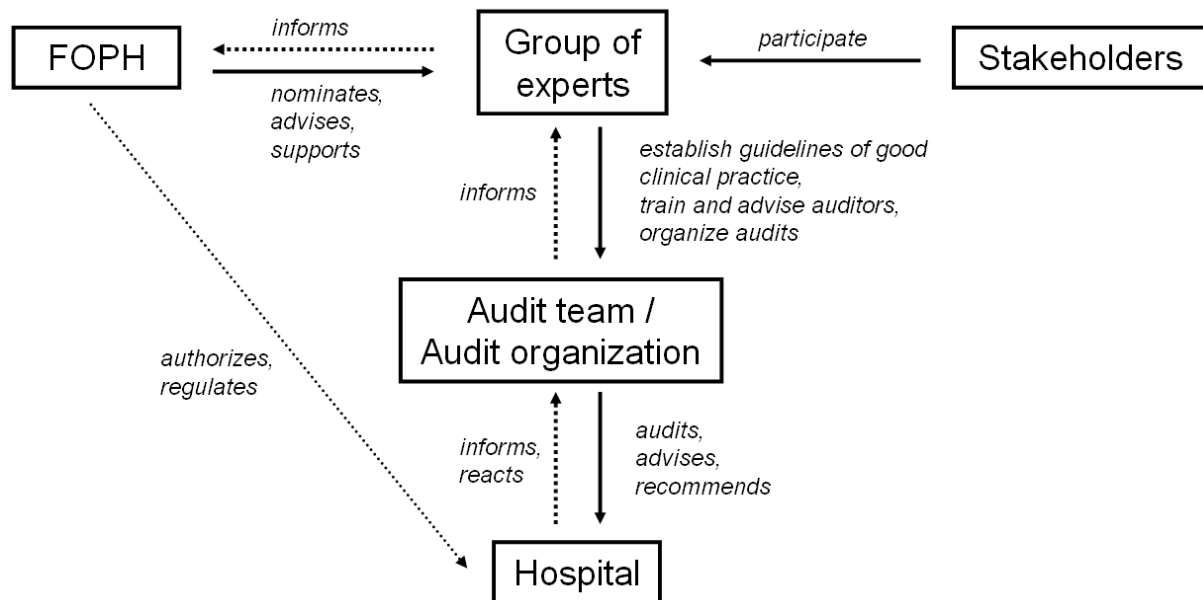 informs
FOPH
Group of
experts
participate
Stakeholders
nominates,
advises,
supports
informs
establish guidelines of good
clinical practice,
train and advise auditors,
organize audits
Audit team /
Audit organization
authorizes,
regulates
informs,
reacts
audits,
advises,
recommends
Hospital